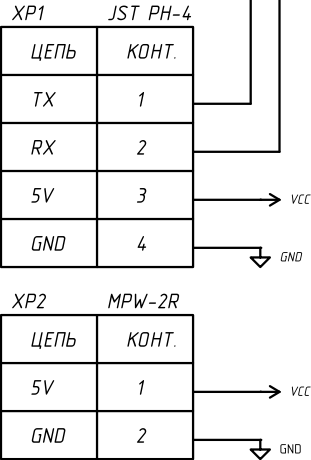 XP1 JST PH-4
ЦЕПЬ КОНТ.
TX 1
RX 2
5V 3 VCC
GND 4 GND
XP2 MPW-2R
ЦЕПЬ КОНТ.
5V 1 VCC
GND 2 GND